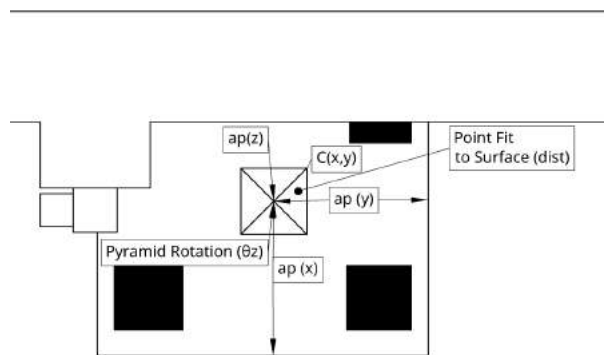 ap(z)
C(x,y)
Point Fit
to Surface (dist)
ap (y)
Pyramid Rotation (θz)
ap (x)